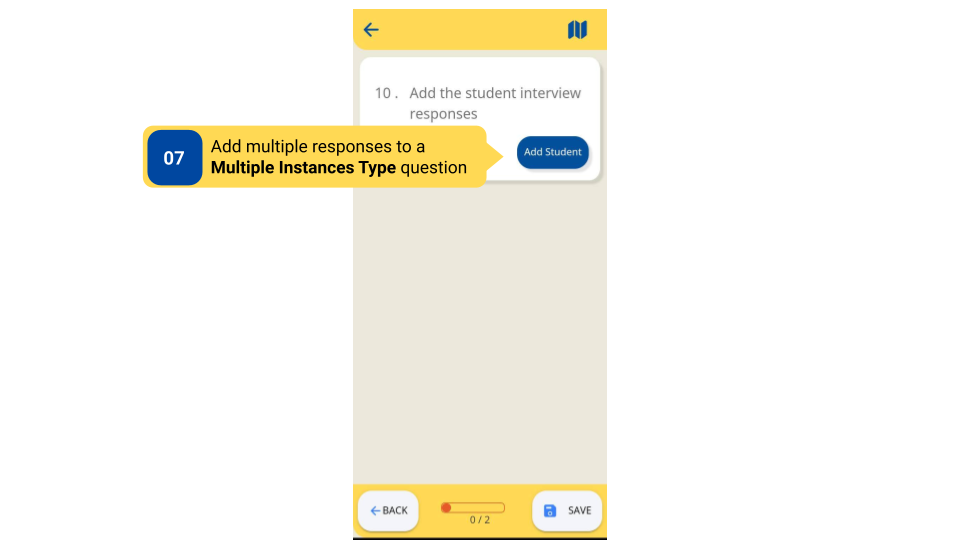 10 . Add the student interview
responses
07
Add multiple responses to a
Multiple Instances Type question
Add Student
BACK
0 / 2
SAVE